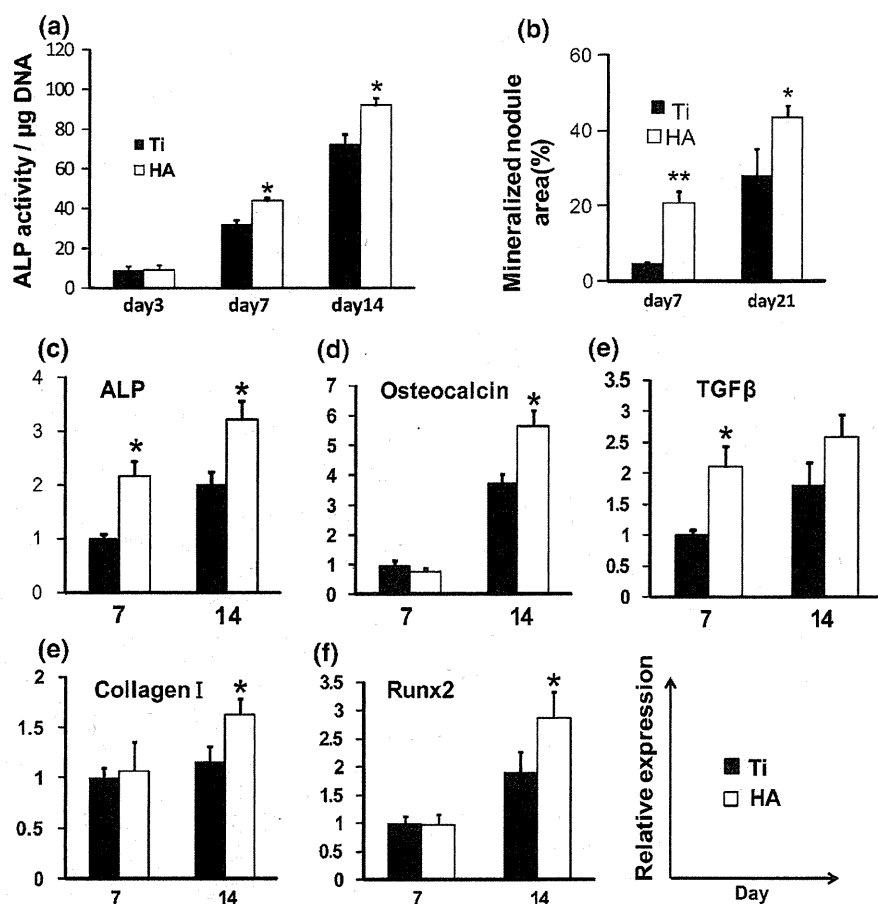 (a)
ALP activity / μg DNA
120
100
80
60
40
20
0
Ti
HA
*
*
day3 day7 day14
(b)
Mineralized nodule
area(%)
60
40
20
0
Ti
HA
**
*
day7 day21
(c)
ALP
4
3
2
1
0
*
*
7 14
(d)
Osteocalcin
7
6
5
4
3
2
1
0
*
7 14
(e)
TGFβ
3.5
3
2.5
2
1.5
1
0.5
0
*
7 14
(e)
Collagen I
2
1.5
1
0.5
0
*
7 14
(f)
Runx2
3.5
3
2.5
2
1.5
1
0.5
0
*
7 14
Relative expression
Ti
HA
Day